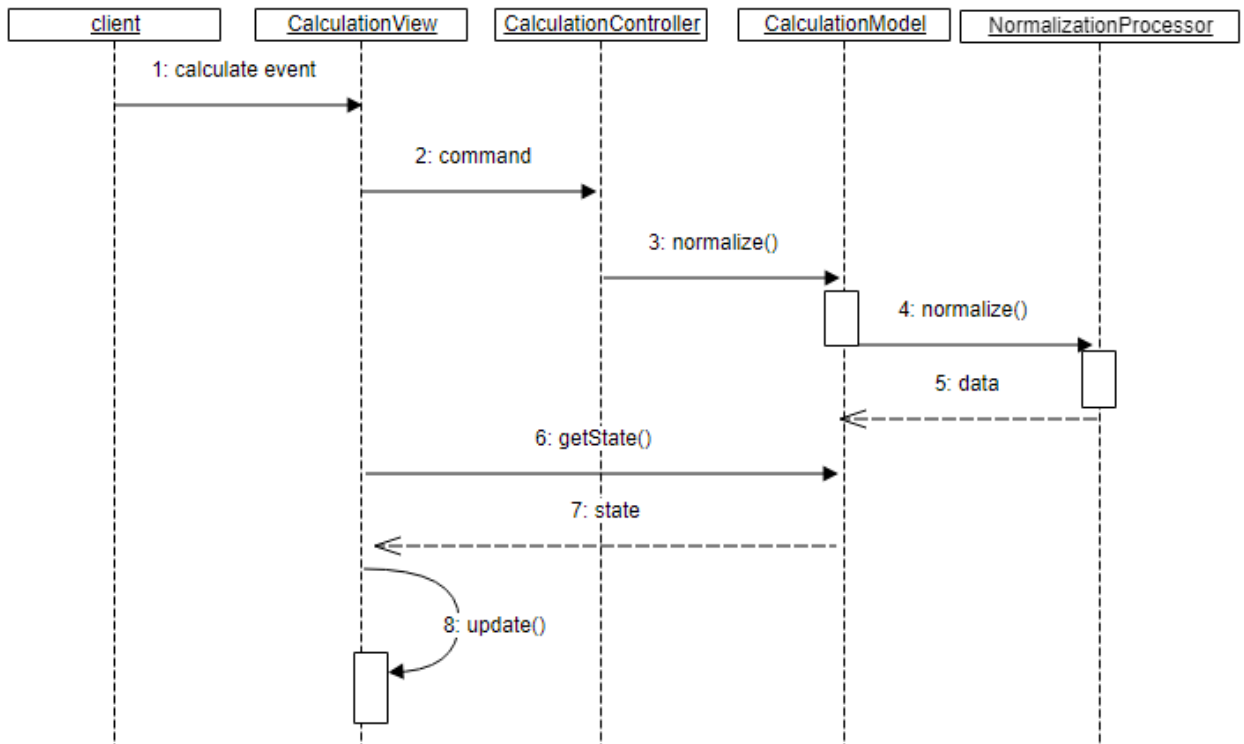 client
CalculationView
CalculationController
CalculationModel
NormalizationProcessor
1: calculate event
2: command
3: normalize()
4: normalize()
5: data
6: getState()
7: state
8: update()